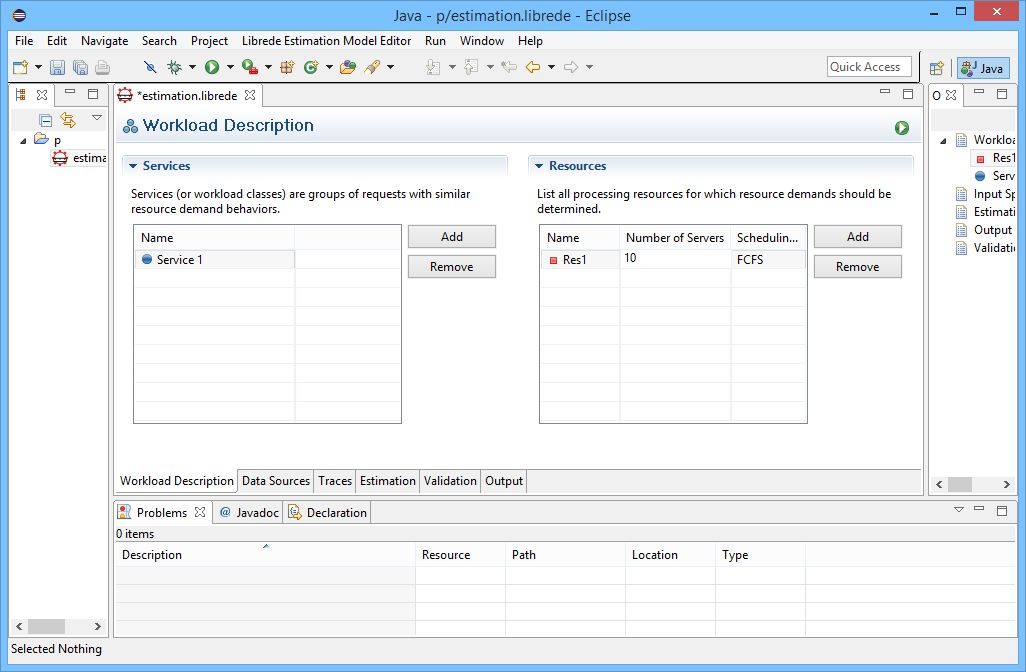 Java - p/estimation.librede - Eclipse
File Edit Navigate Search Project Librede Estimation Model Editor Run Window Help
Quick Access
Java
*estimation.librede
O
Workload Description
p
estima
Services
Services (or workload classes) are groups of requests with similar
resource demand behaviors.
Name
Service 1
Add
Remove
Resources
List all processing resources for which resource demands should be
determined.
Name Number of Servers Schedulin...
Res1 10 FCFS
Add
Remove
Workloa
Res1
Serv
Input Sp
Estimati
Output
Validatio
Workload Description Data Sources Traces Estimation Validation Output
Problems @ Javadoc Declaration
0 items
Description Resource Path Location Type
Selected Nothing